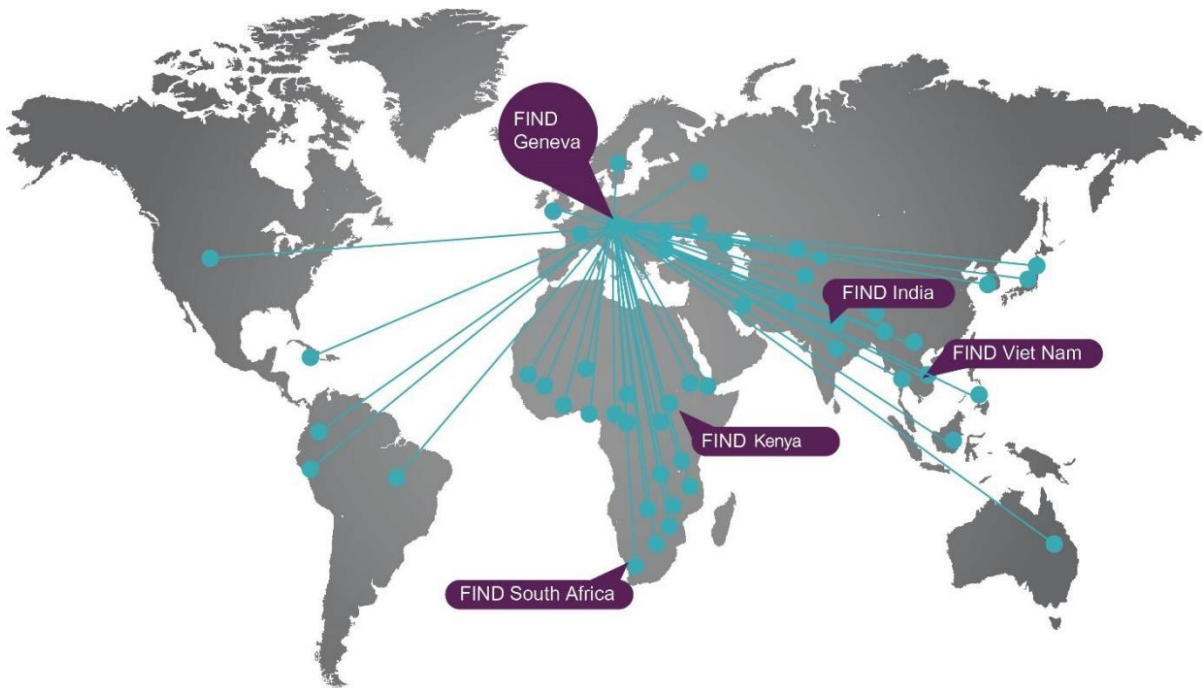 FIND
Geneva
FIND India
FIND Viet Nam
FIND Kenya
FIND South Africa